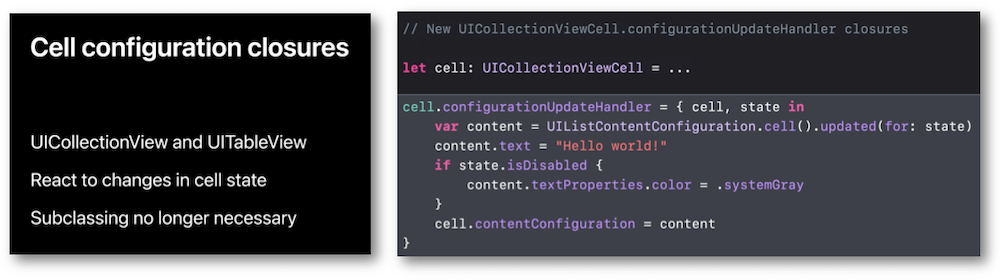 Cell configuration closures
UICollectionView and UITableView
React to changes in cell state
Subclassing no longer necessary
// New UICollectionViewCell.configurationUpdateHandler closures
let cell: UICollectionViewCell = ...
cell.configurationUpdateHandler = { cell, state in
    var content = UIListContentConfiguration.cell().updated(for: state)
    content.text = "Hello world!"
    if state.isDisabled {
        content.textProperties.color = .systemGray
    }
    cell.contentConfiguration = content
}